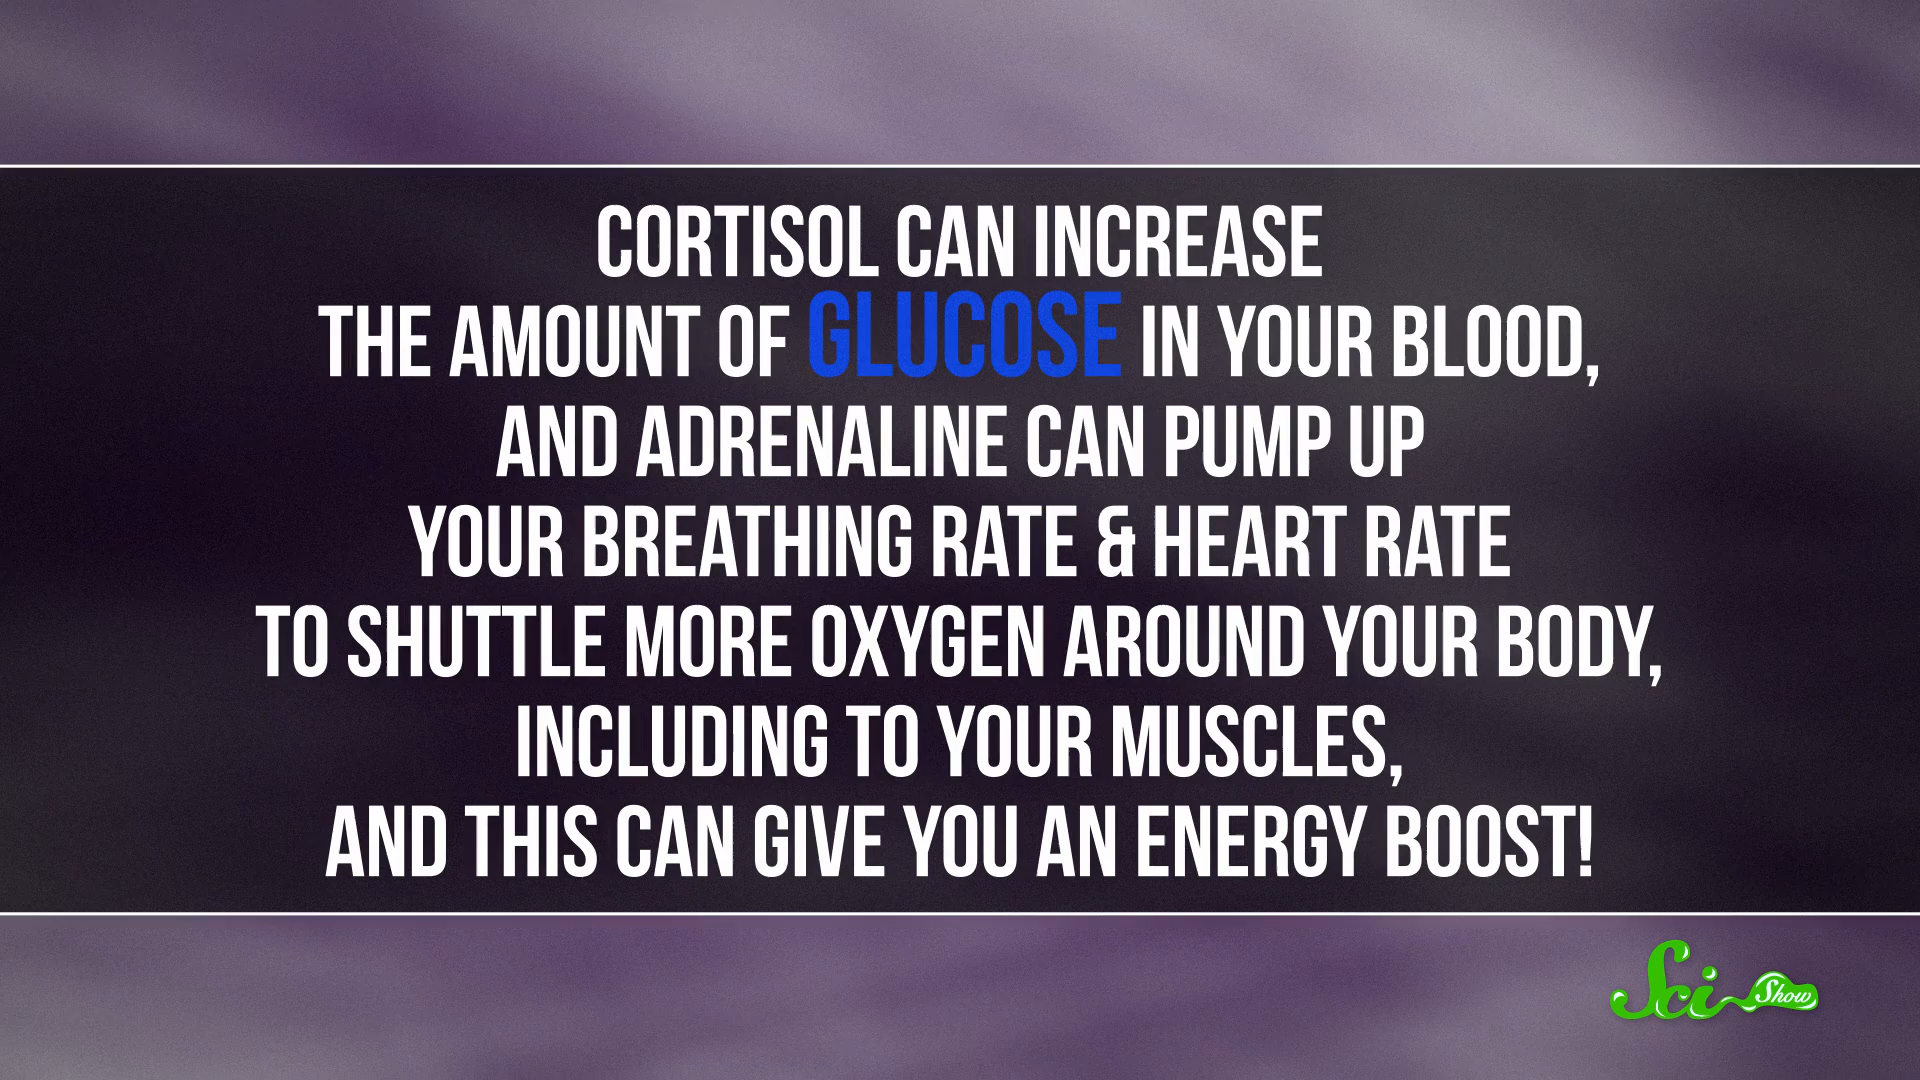 CORTISOL CAN INCREASE
THE AMOUNT OF GLUCOSE IN YOUR BLOOD,
AND ADRENALINE CAN PUMP UP
YOUR BREATHING RATE & HEART RATE
TO SHUTTLE MORE OXYGEN AROUND YOUR BODY,
INCLUDING TO YOUR MUSCLES,
AND THIS CAN GIVE YOU AN ENERGY BOOST!
Sci Show